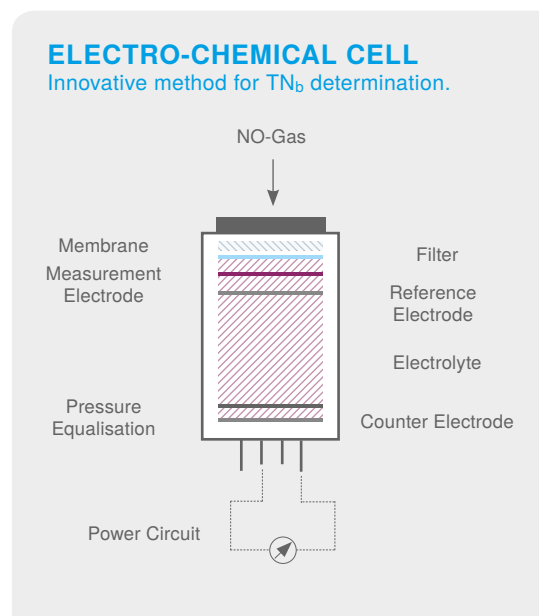 ELECTRO-CHEMICAL CELL
Innovative method for TNb determination.
NO-Gas
Membrane
Filter
Measurement
Electrode
Reference
Electrode
Electrolyte
Pressure
Equalisation
Counter Electrode
Power Circuit